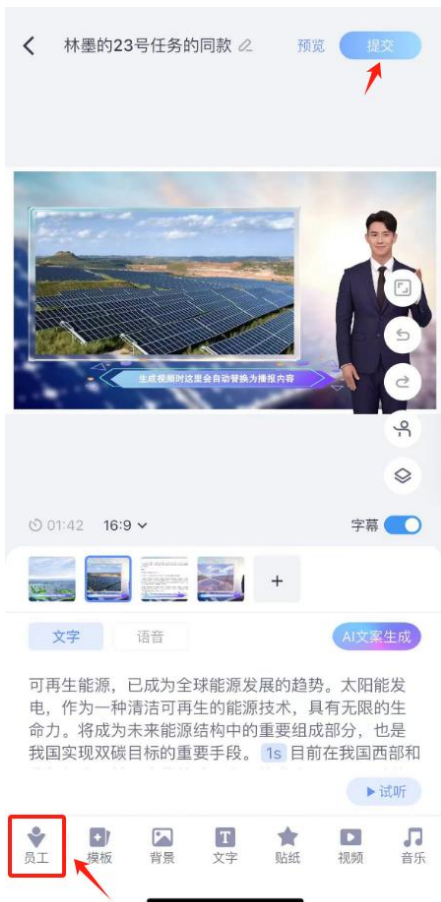 林墨的23号任务的同款
预览
提交
生成视频时这里会自动替换为播报内容
01:42
16:9
字幕
+
文字
语音
AI文案生成
可再生能源，已成为全球能源发展的趋势。太阳能发
电，作为一种清洁可再生的能源技术，具有无限的生
命力。将成为未来能源结构中的重要组成部分，也是
我国实现双碳目标的重要手段。 1s 目前在我国西部和
试听
员工
模板
背景
T
文字
贴纸
视频
音乐